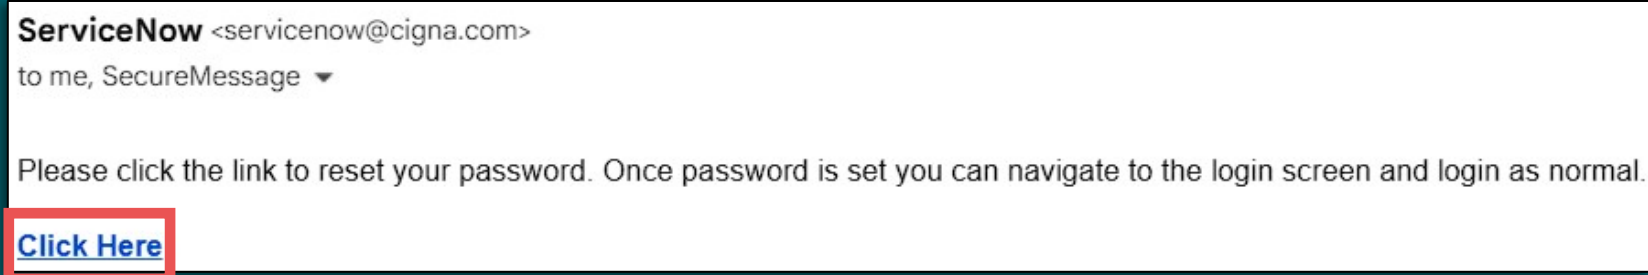 ServiceNow <servicenow@cigna.com>
to me, SecureMessage
Please click the link to reset your password. Once password is set you can navigate to the login screen and login as normal.
Click Here